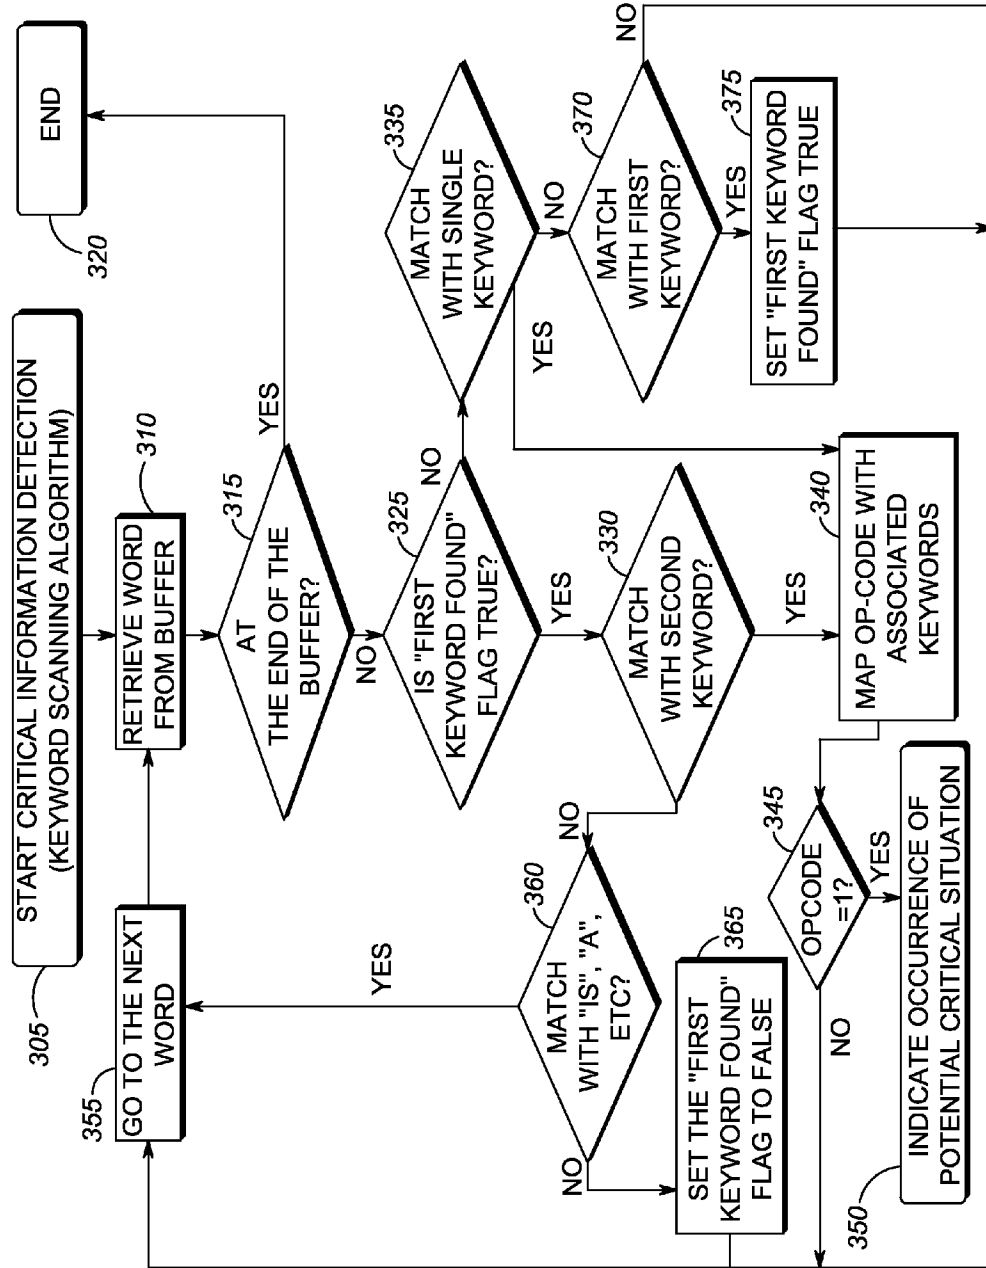 START CRITICAL INFORMATION DETECTION
(KEYWORD SCANNING ALGORITHM)
305
END
320
RETRIEVE WORD
FROM BUFFER
310
GO TO THE NEXT
WORD
355
AT
THE END OF THE
BUFFER?
315
YES
NO
IS "FIRST
KEYWORD FOUND"
FLAG TRUE?
325
NO
YES
MATCH
WITH SINGLE
KEYWORD?
335
NO
YES
MATCH
WITH SECOND
KEYWORD?
330
NO
YES
MATCH
WITH "IS", "A",
ETC?
360
YES
NO
MATCH
WITH FIRST
KEYWORD?
370
NO
YES
SET THE "FIRST
KEYWORD FOUND"
FLAG TO FALSE
365
SET "FIRST KEYWORD
FOUND" FLAG TRUE
375
MAP OP-CODE WITH
ASSOCIATED
KEYWORDS
340
OPCODE
=1?
345
NO
YES
INDICATE OCCURRENCE OF
POTENTIAL CRITICAL SITUATION
350